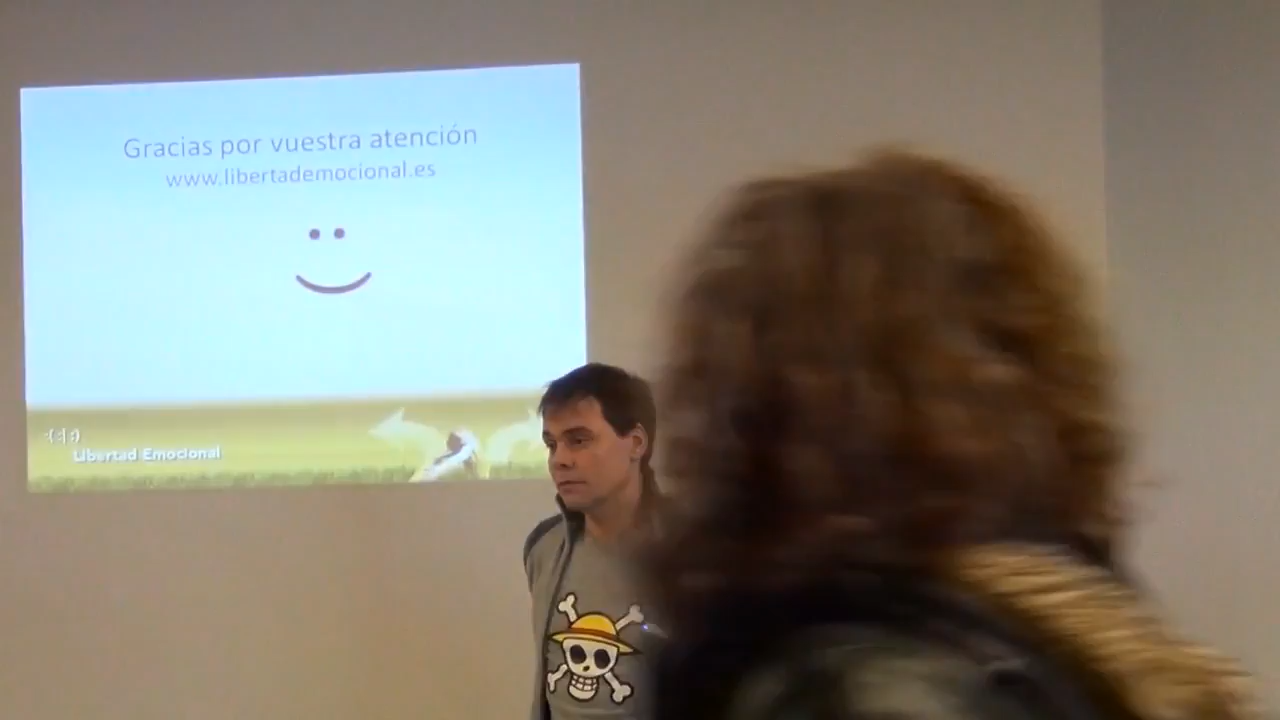 Gracias por vuestra atención
www.libertademocional.es
:( :| :)
Libertad Emocional